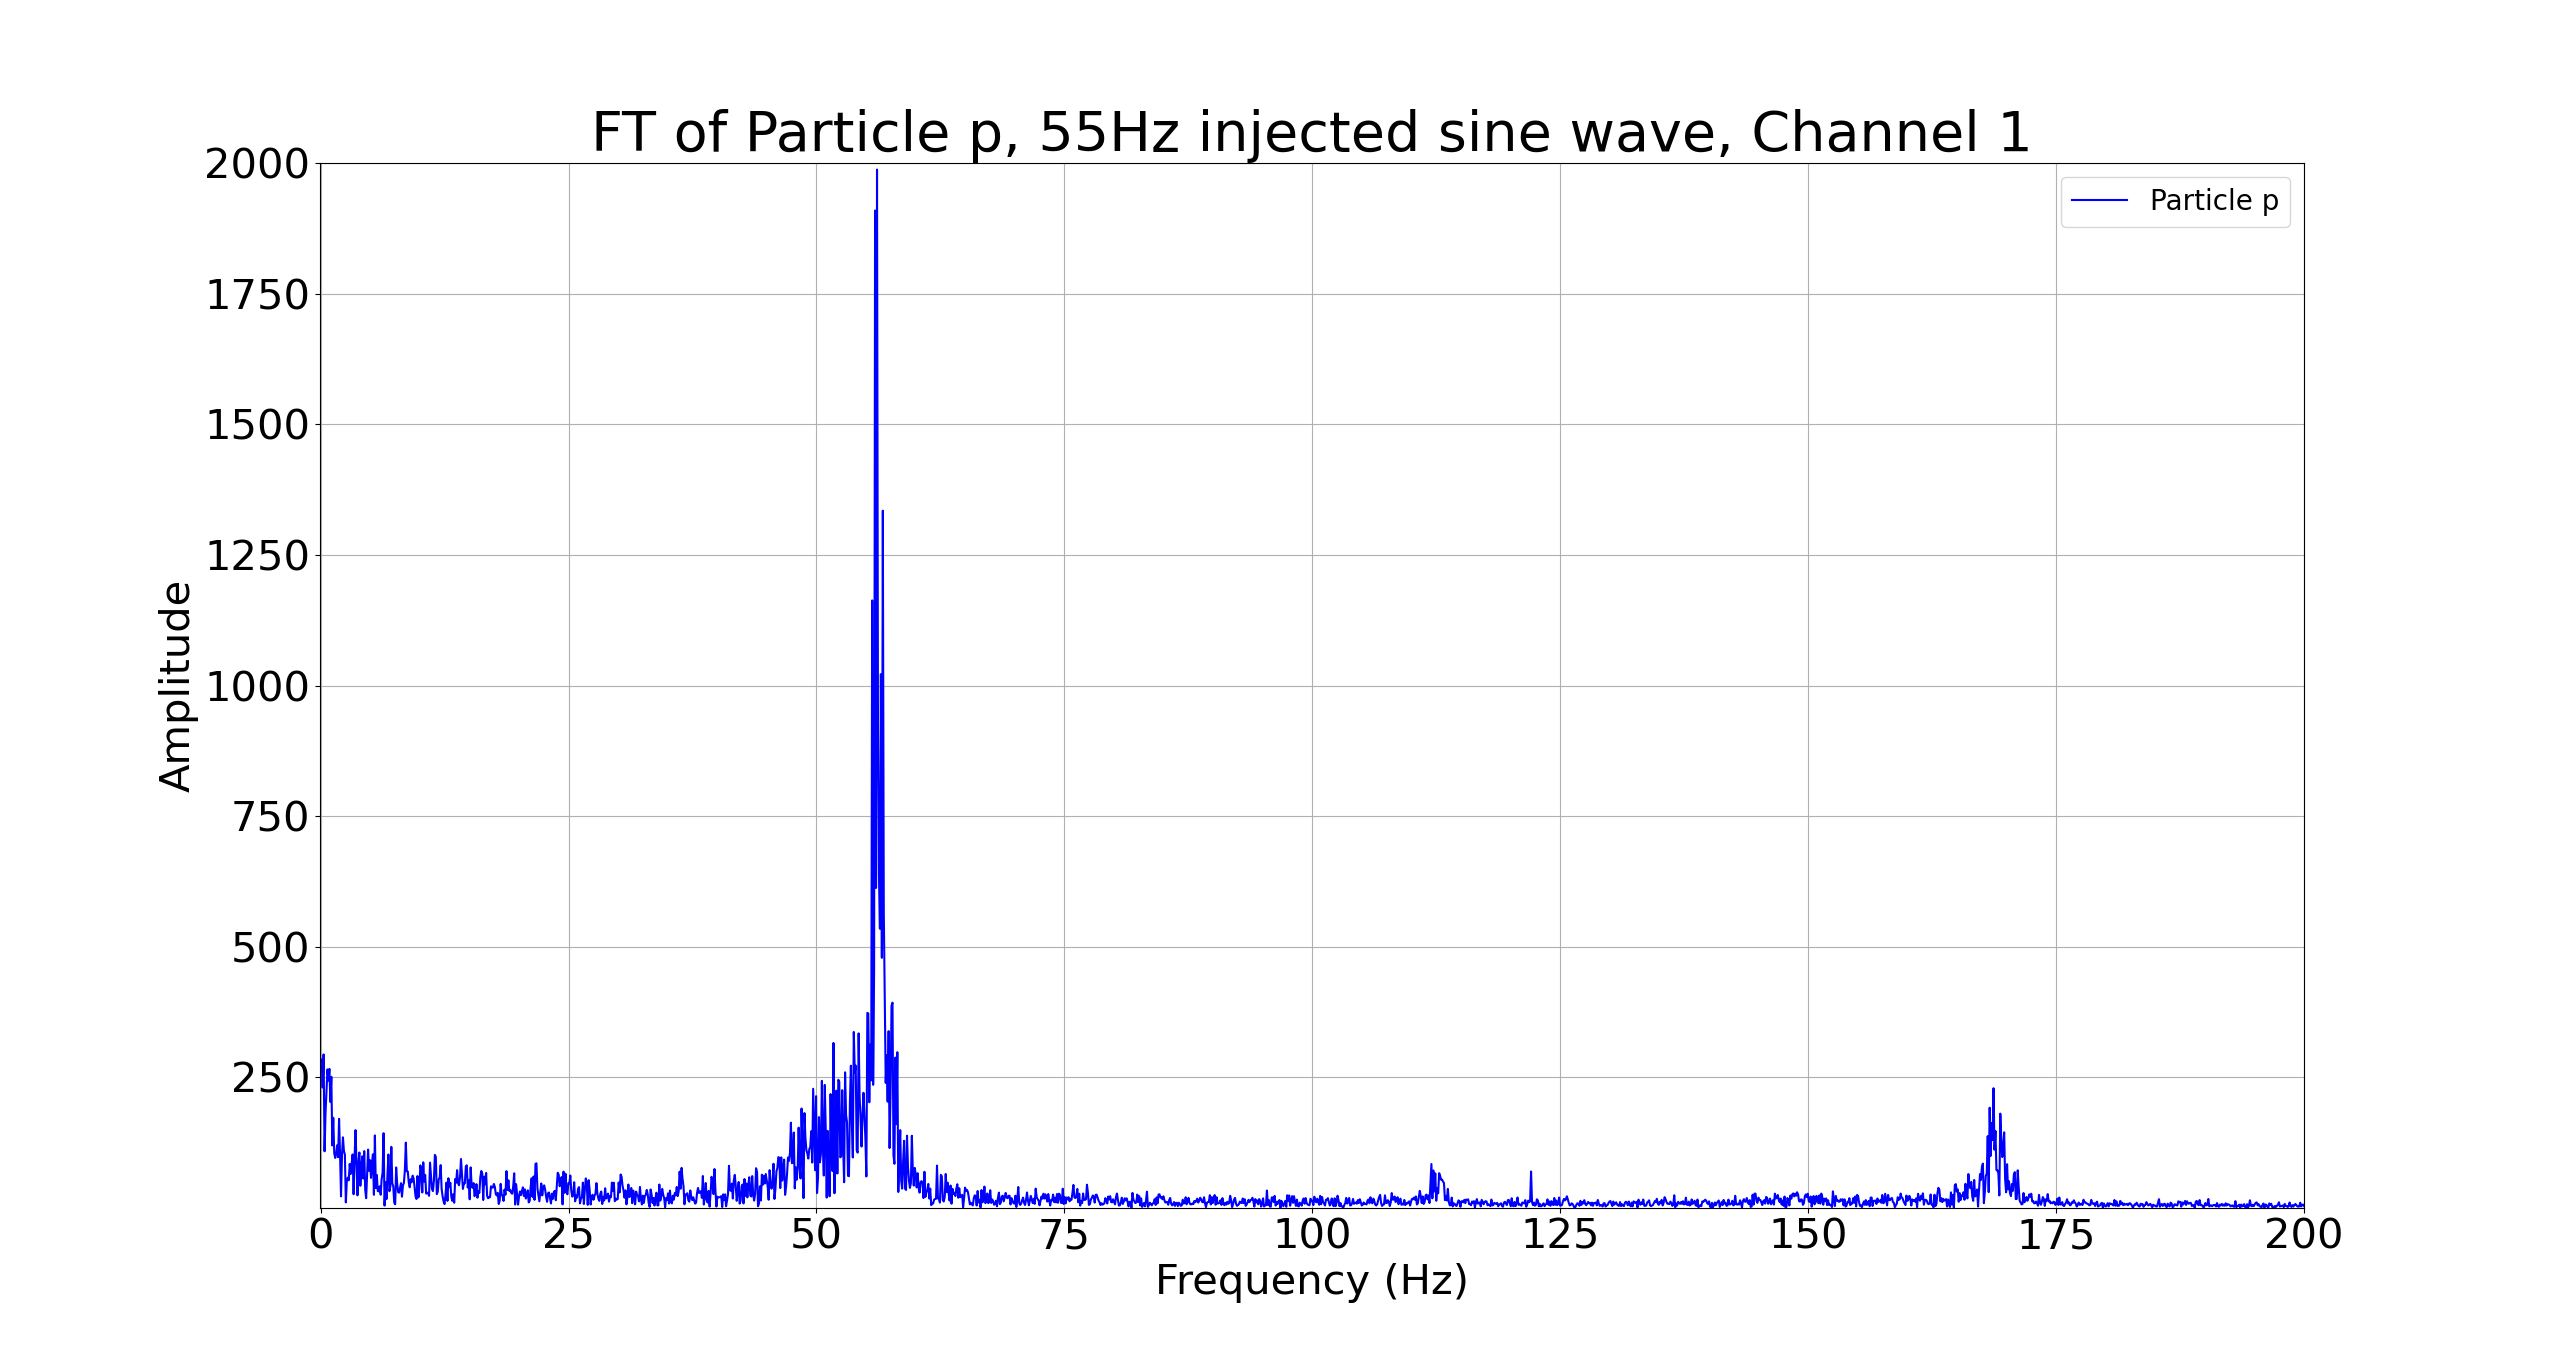 FT of Particle p, 55Hz injected sine wave, Channel 1
Particle p
Amplitude
2000
1750
1500
1250
1000
750
500
250
0 25 50 75 100 125 150 175 200
Frequency (Hz)